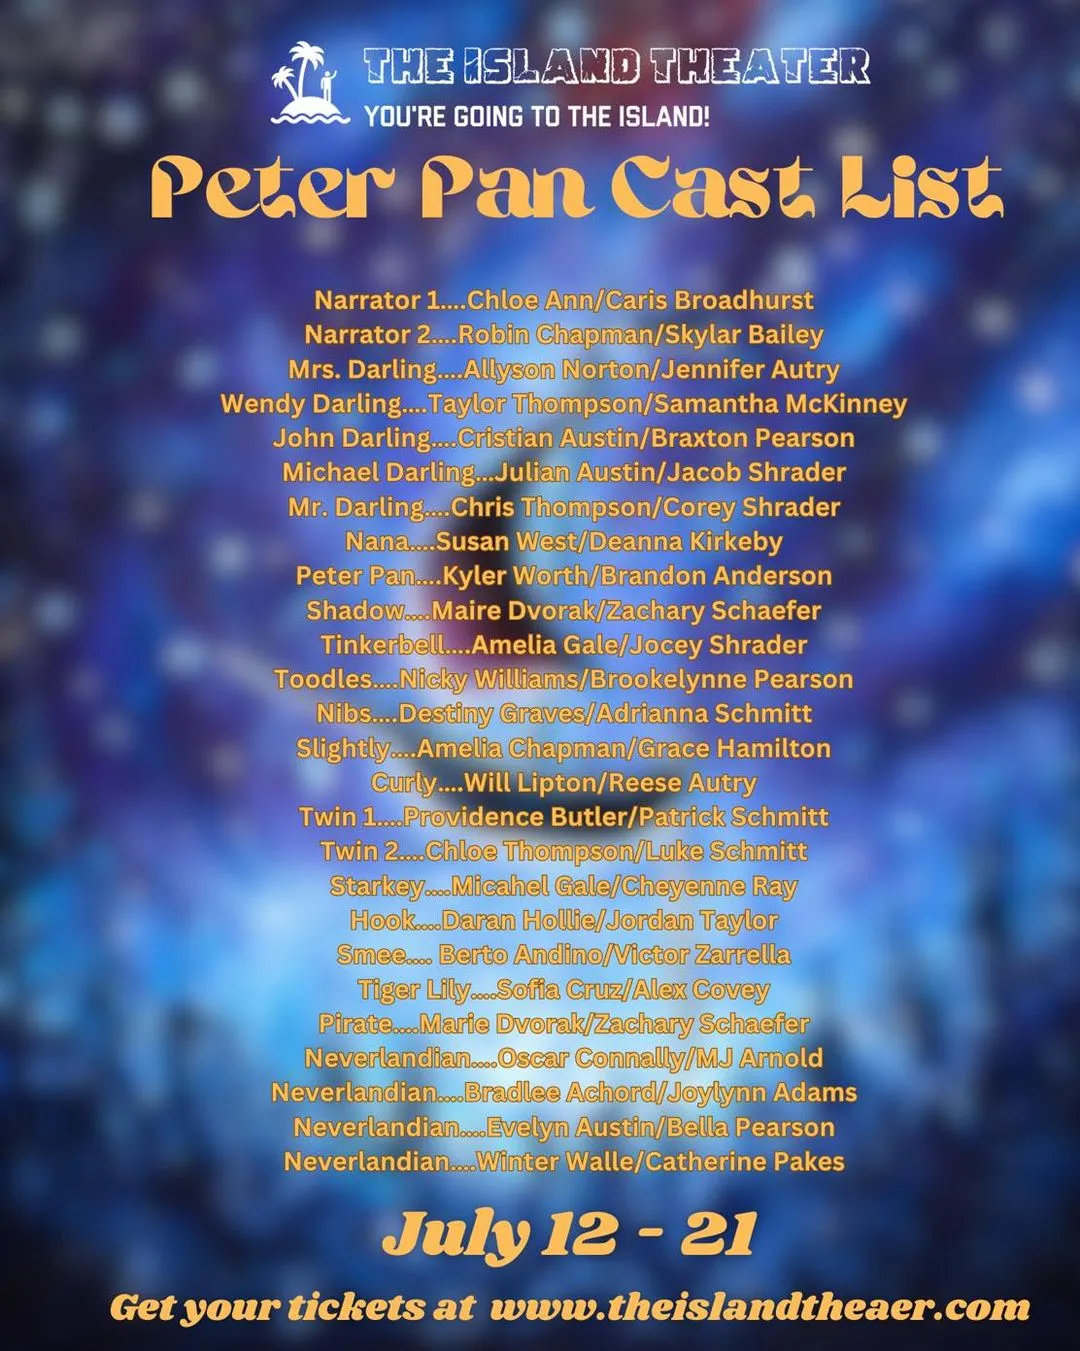 THE ISLAND THEATER
YOU'RE GOING TO THE ISLAND!
Peter Pan Cast List
Narrator 1....Chloe Ann/Caris Broadhurst
Narrator 2....Robin Chapman/Skylar Bailey
Mrs. Darling....Allyson Norton/Jennifer Autry
Wendy Darling....Taylor Thompson/Samantha McKinney
John Darling....Cristian Austin/Braxton Pearson
Michael Darling...Julian Austin/Jacob Shrader
Mr. Darling....Chris Thompson/Corey Shrader
Nana....Susan West/Deanna Kirkeby
Peter Pan....Kyler Worth/Brandon Anderson
Shadow....Maire Dvorak/Zachary Schaefer
Tinkerbell....Amelia Gale/Jocey Shrader
Toodles....Nicky Williams/Brookelynne Pearson
Nibs....Destiny Graves/Adrianna Schmitt
Slightly....Amelia Chapman/Grace Hamilton
Curly....Will Lipton/Reese Autry
Twin 1....Providence Butler/Patrick Schmitt
Twin 2....Chloe Thompson/Luke Schmitt
Starkey....Micahel Gale/Cheyenne Ray
Hook....Daran Hollie/Jordan Taylor
Smee.... Berto Andino/Victor Zarrella
Tiger Lily....Sofia Cruz/Alex Covey
Pirate....Marie Dvorak/Zachary Schaefer
Neverlandian....Oscar Connally/MJ Arnold
Neverlandian....Bradlee Achord/Joylynn Adams
Neverlandian....Evelyn Austin/Bella Pearson
Neverlandian....Winter Walle/Catherine Pakes
July 12 - 21
Get your tickets at www.theislandtheaer.com